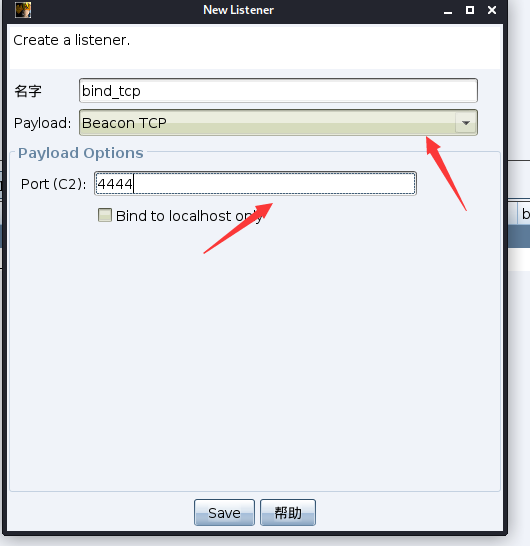 New Listener
Create a listener.
名字 bind_tcp
Payload: Beacon TCP
Payload Options
Port (C2): 4444
Bind to localhost only
Save 帮助
b